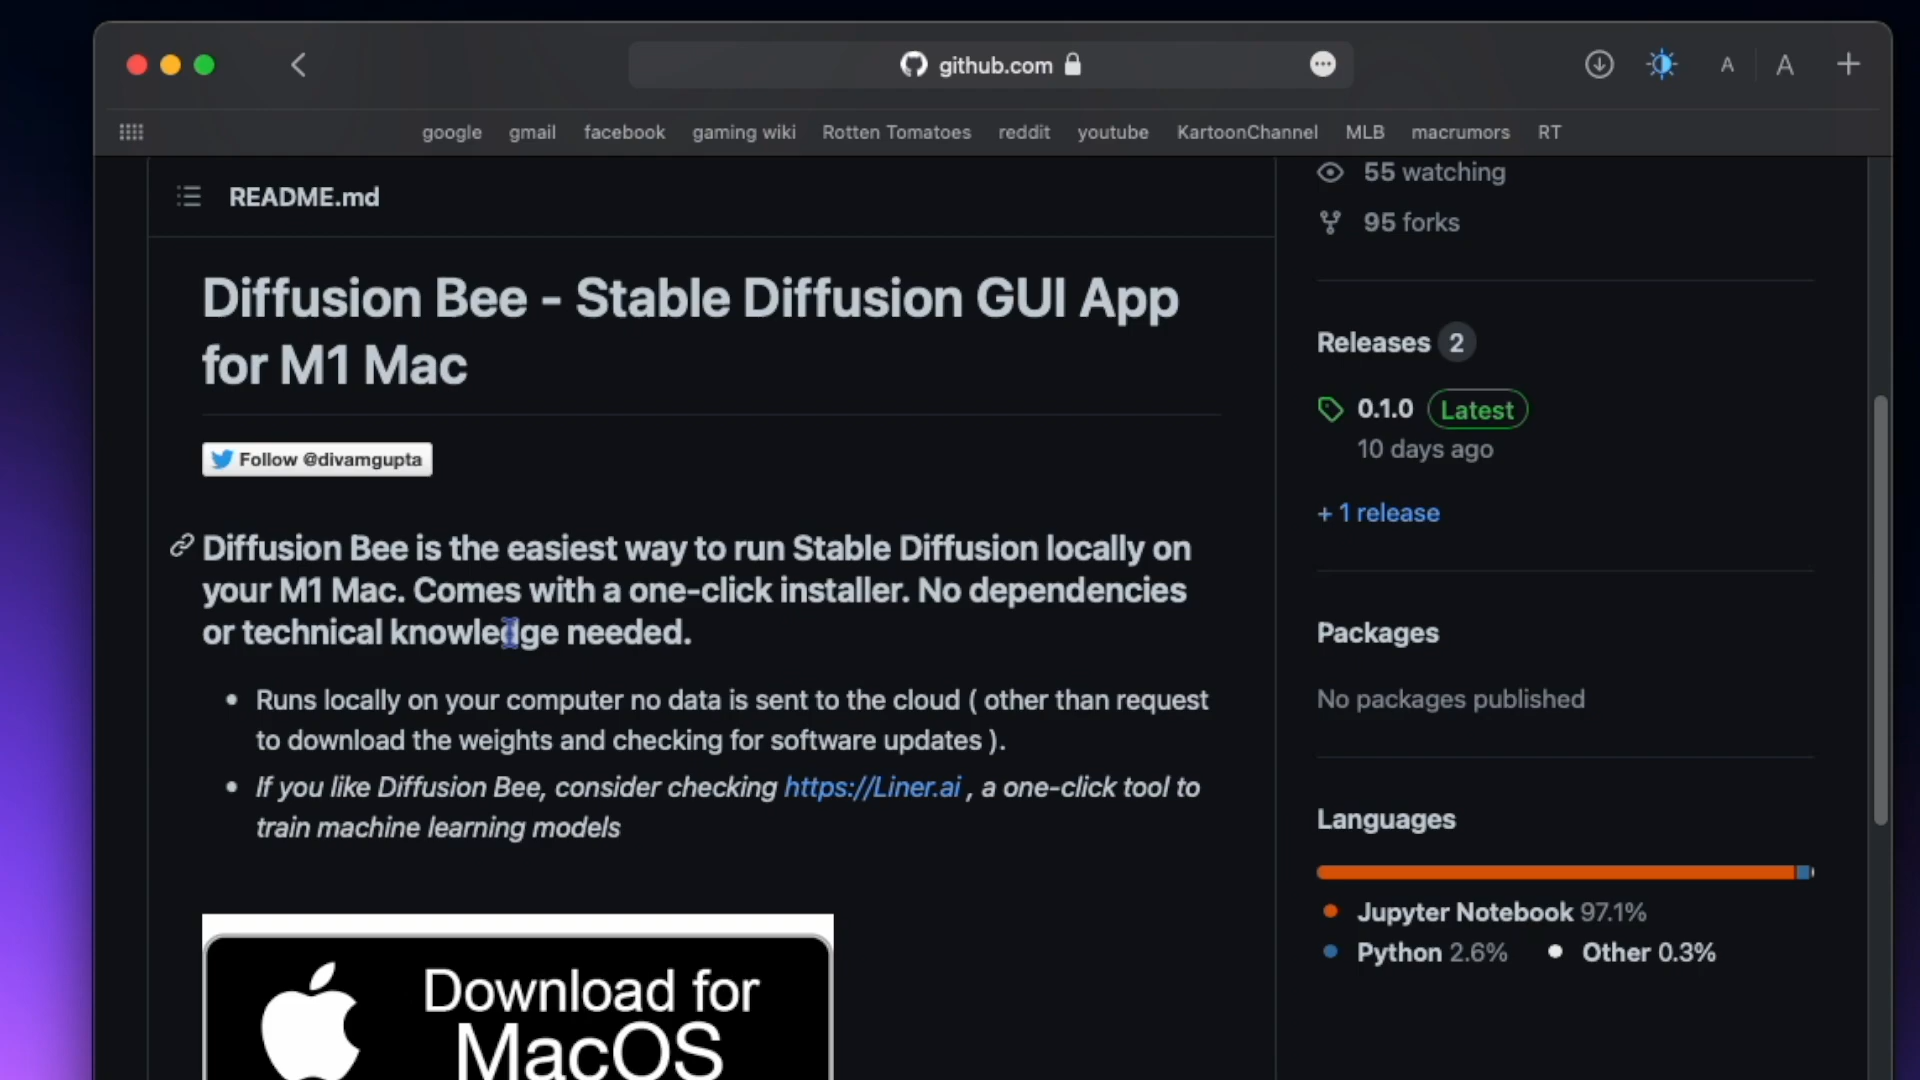 github.com
A A
google gmail facebook gaming wiki Rotten Tomatoes reddit youtube KartoonChannel MLB macrumors RT
README.md
Diffusion Bee - Stable Diffusion GUI App
for M1 Mac
Follow @divamgupta
Diffusion Bee is the easiest way to run Stable Diffusion locally on
your M1 Mac. Comes with a one-click installer. No dependencies
or technical knowledge needed.
Runs locally on your computer no data is sent to the cloud ( other than request
to download the weights and checking for software updates ).
If you like Diffusion Bee, consider checking https://Liner.ai , a one-click tool to
train machine learning models
Download for
MacOS
55 watching
95 forks
Releases 2
0.1.0 Latest
10 days ago
+ 1 release
Packages
No packages published
Languages
Jupyter Notebook 97.1%
Python 2.6% Other 0.3%